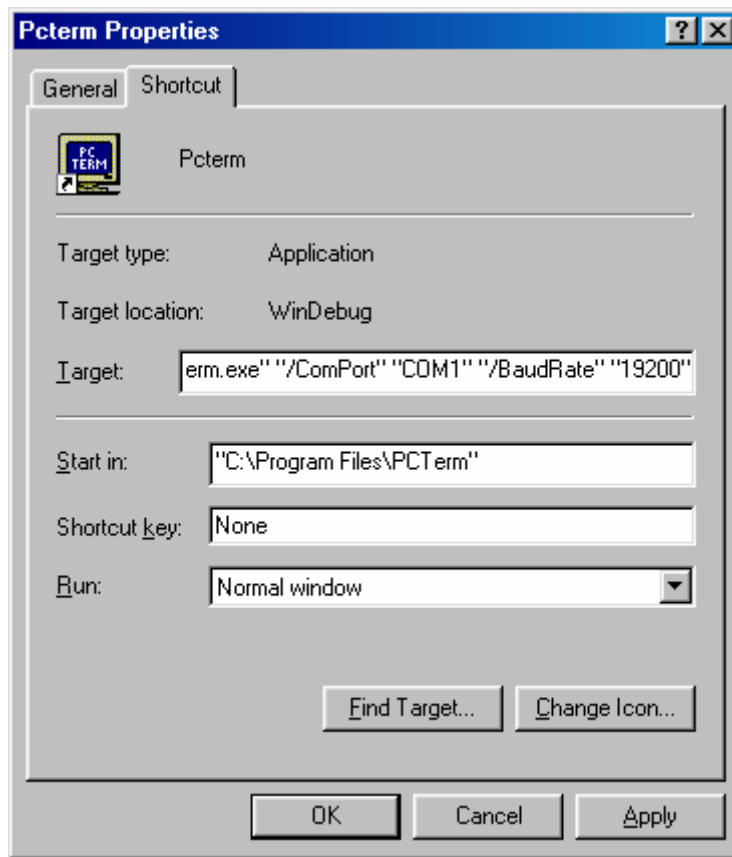 Pcterm Properties
General Shortcut
PC
TERM
Pcterm
Target type: Application
Target location: WinDebug
Target: erm.exe" "/ComPort" "COM1" "/BaudRate" "19200"
Start in: "C:\Program Files\PCTerm"
Shortcut key: None
Run: Normal window
Find Target... Change Icon...
OK Cancel Apply